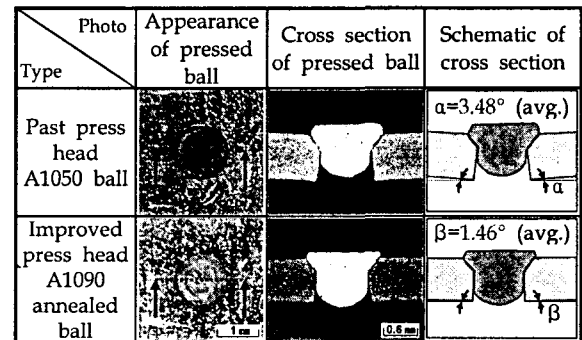 Photo
Type
Appearance
of pressed
ball
Cross section
of pressed ball
Schematic of
cross section
Past press
head
A1050 ball
α=3.48° (avg.)
α
Improved
press head
A1090
annealed
ball
1 mm
0.6 mm
β=1.46° (avg.)
β